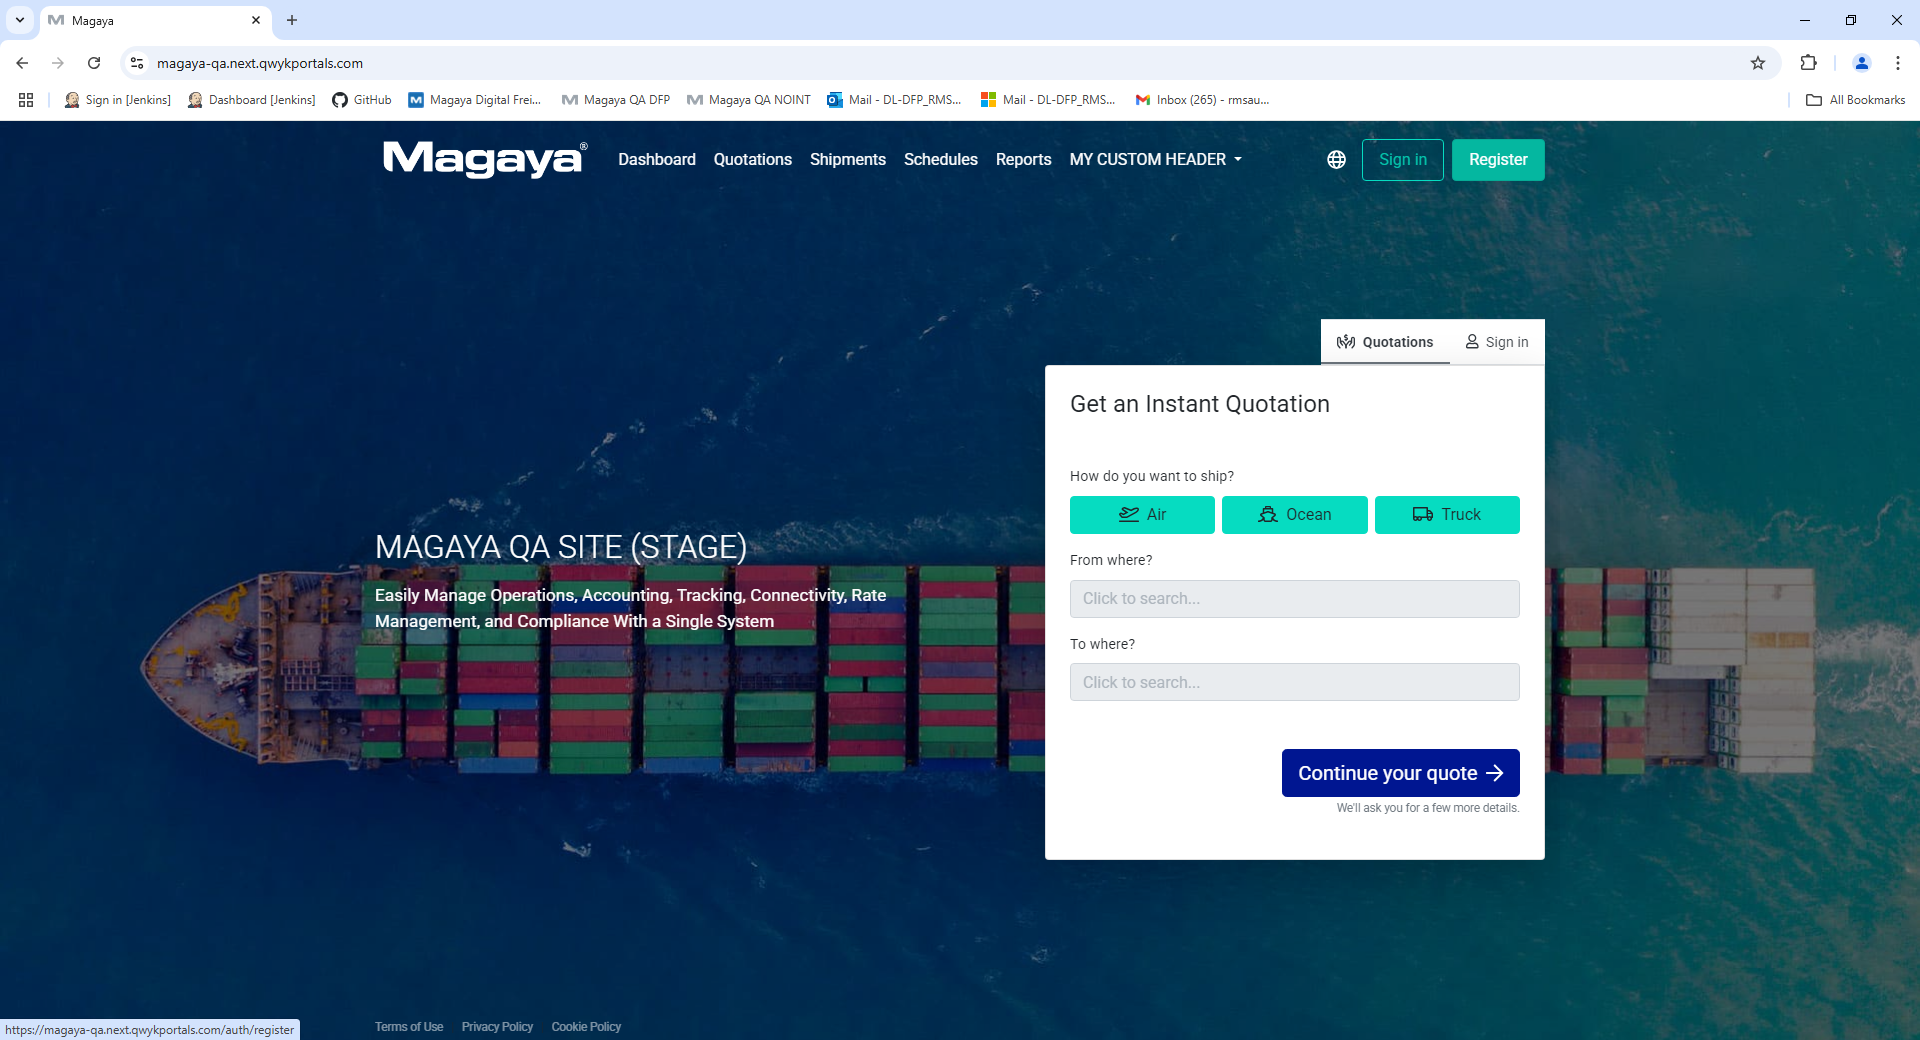 Magaya
magaya-qa.next.qwykportals.com
Sign in [Jenkins]
Dashboard [Jenkins]
GitHub
Magaya Digital Frei...
Magaya QA DFP
Magaya QA NOINT
Mail - DL-DFP_RMS...
Mail - DL-DFP_RMS...
Inbox (265) - rmsau...
All Bookmarks
Magaya®
Dashboard
Quotations
Shipments
Schedules
Reports
MY CUSTOM HEADER
Sign in
Register
Quotations
Sign in
Get an Instant Quotation
How do you want to ship?
Air
Ocean
Truck
From where?
Click to search...
To where?
Click to search...
Continue your quote
We'll ask you for a few more details.
MAGAYA QA SITE (STAGE)
Easily Manage Operations, Accounting, Tracking, Connectivity, Rate
Management, and Compliance With a Single System
Terms of Use
Privacy Policy
Cookie Policy
https://magaya-qa.next.qwykportals.com/auth/register